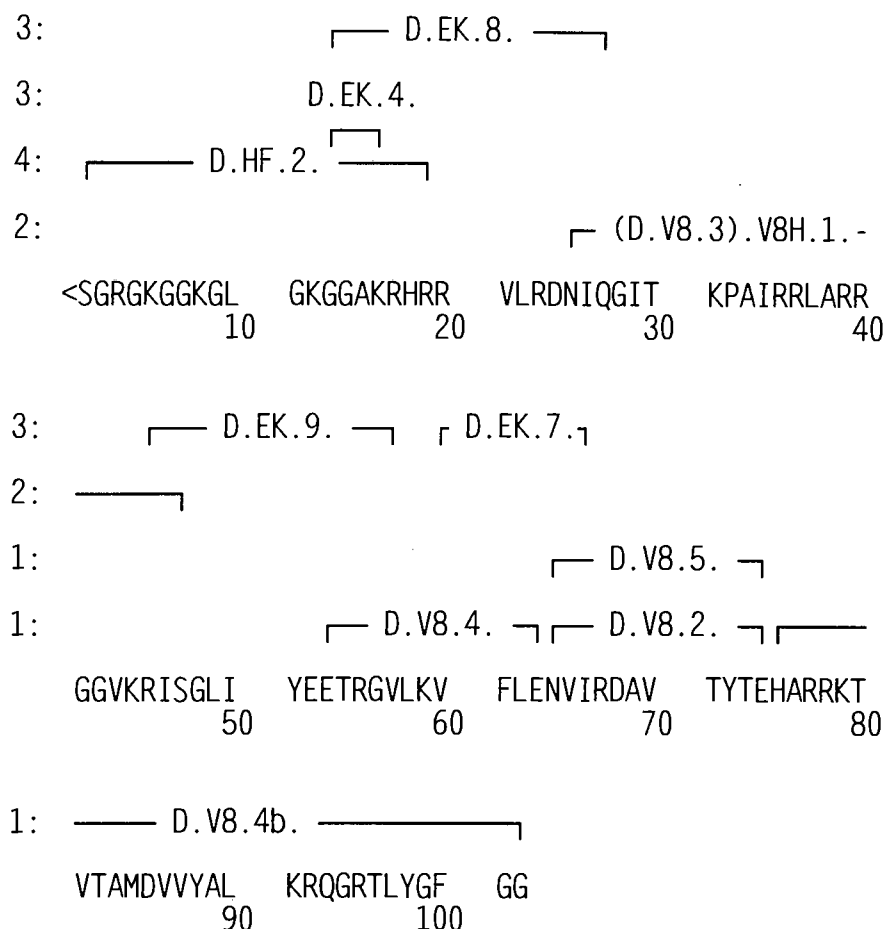 3: D.EK.8.
3: D.EK.4.
4: D.HF.2.
2: (D.V8.3).V8H.1.-
<SGRGKGGKGL GKGGAKRHRR VLRDNIQGIT KPAIRRLARR
10 20 30 40
3: D.EK.9. D.EK.7.
2:
1: D.V8.5.
1: D.V8.4. D.V8.2.
GGVKRISGLI YEETRGVLKV FLENVIRDAV TYTEHARRKT
50 60 70 80
1: D.V8.4b.
VTAMDVVYAL KRQGRTLYGF GG
90 100